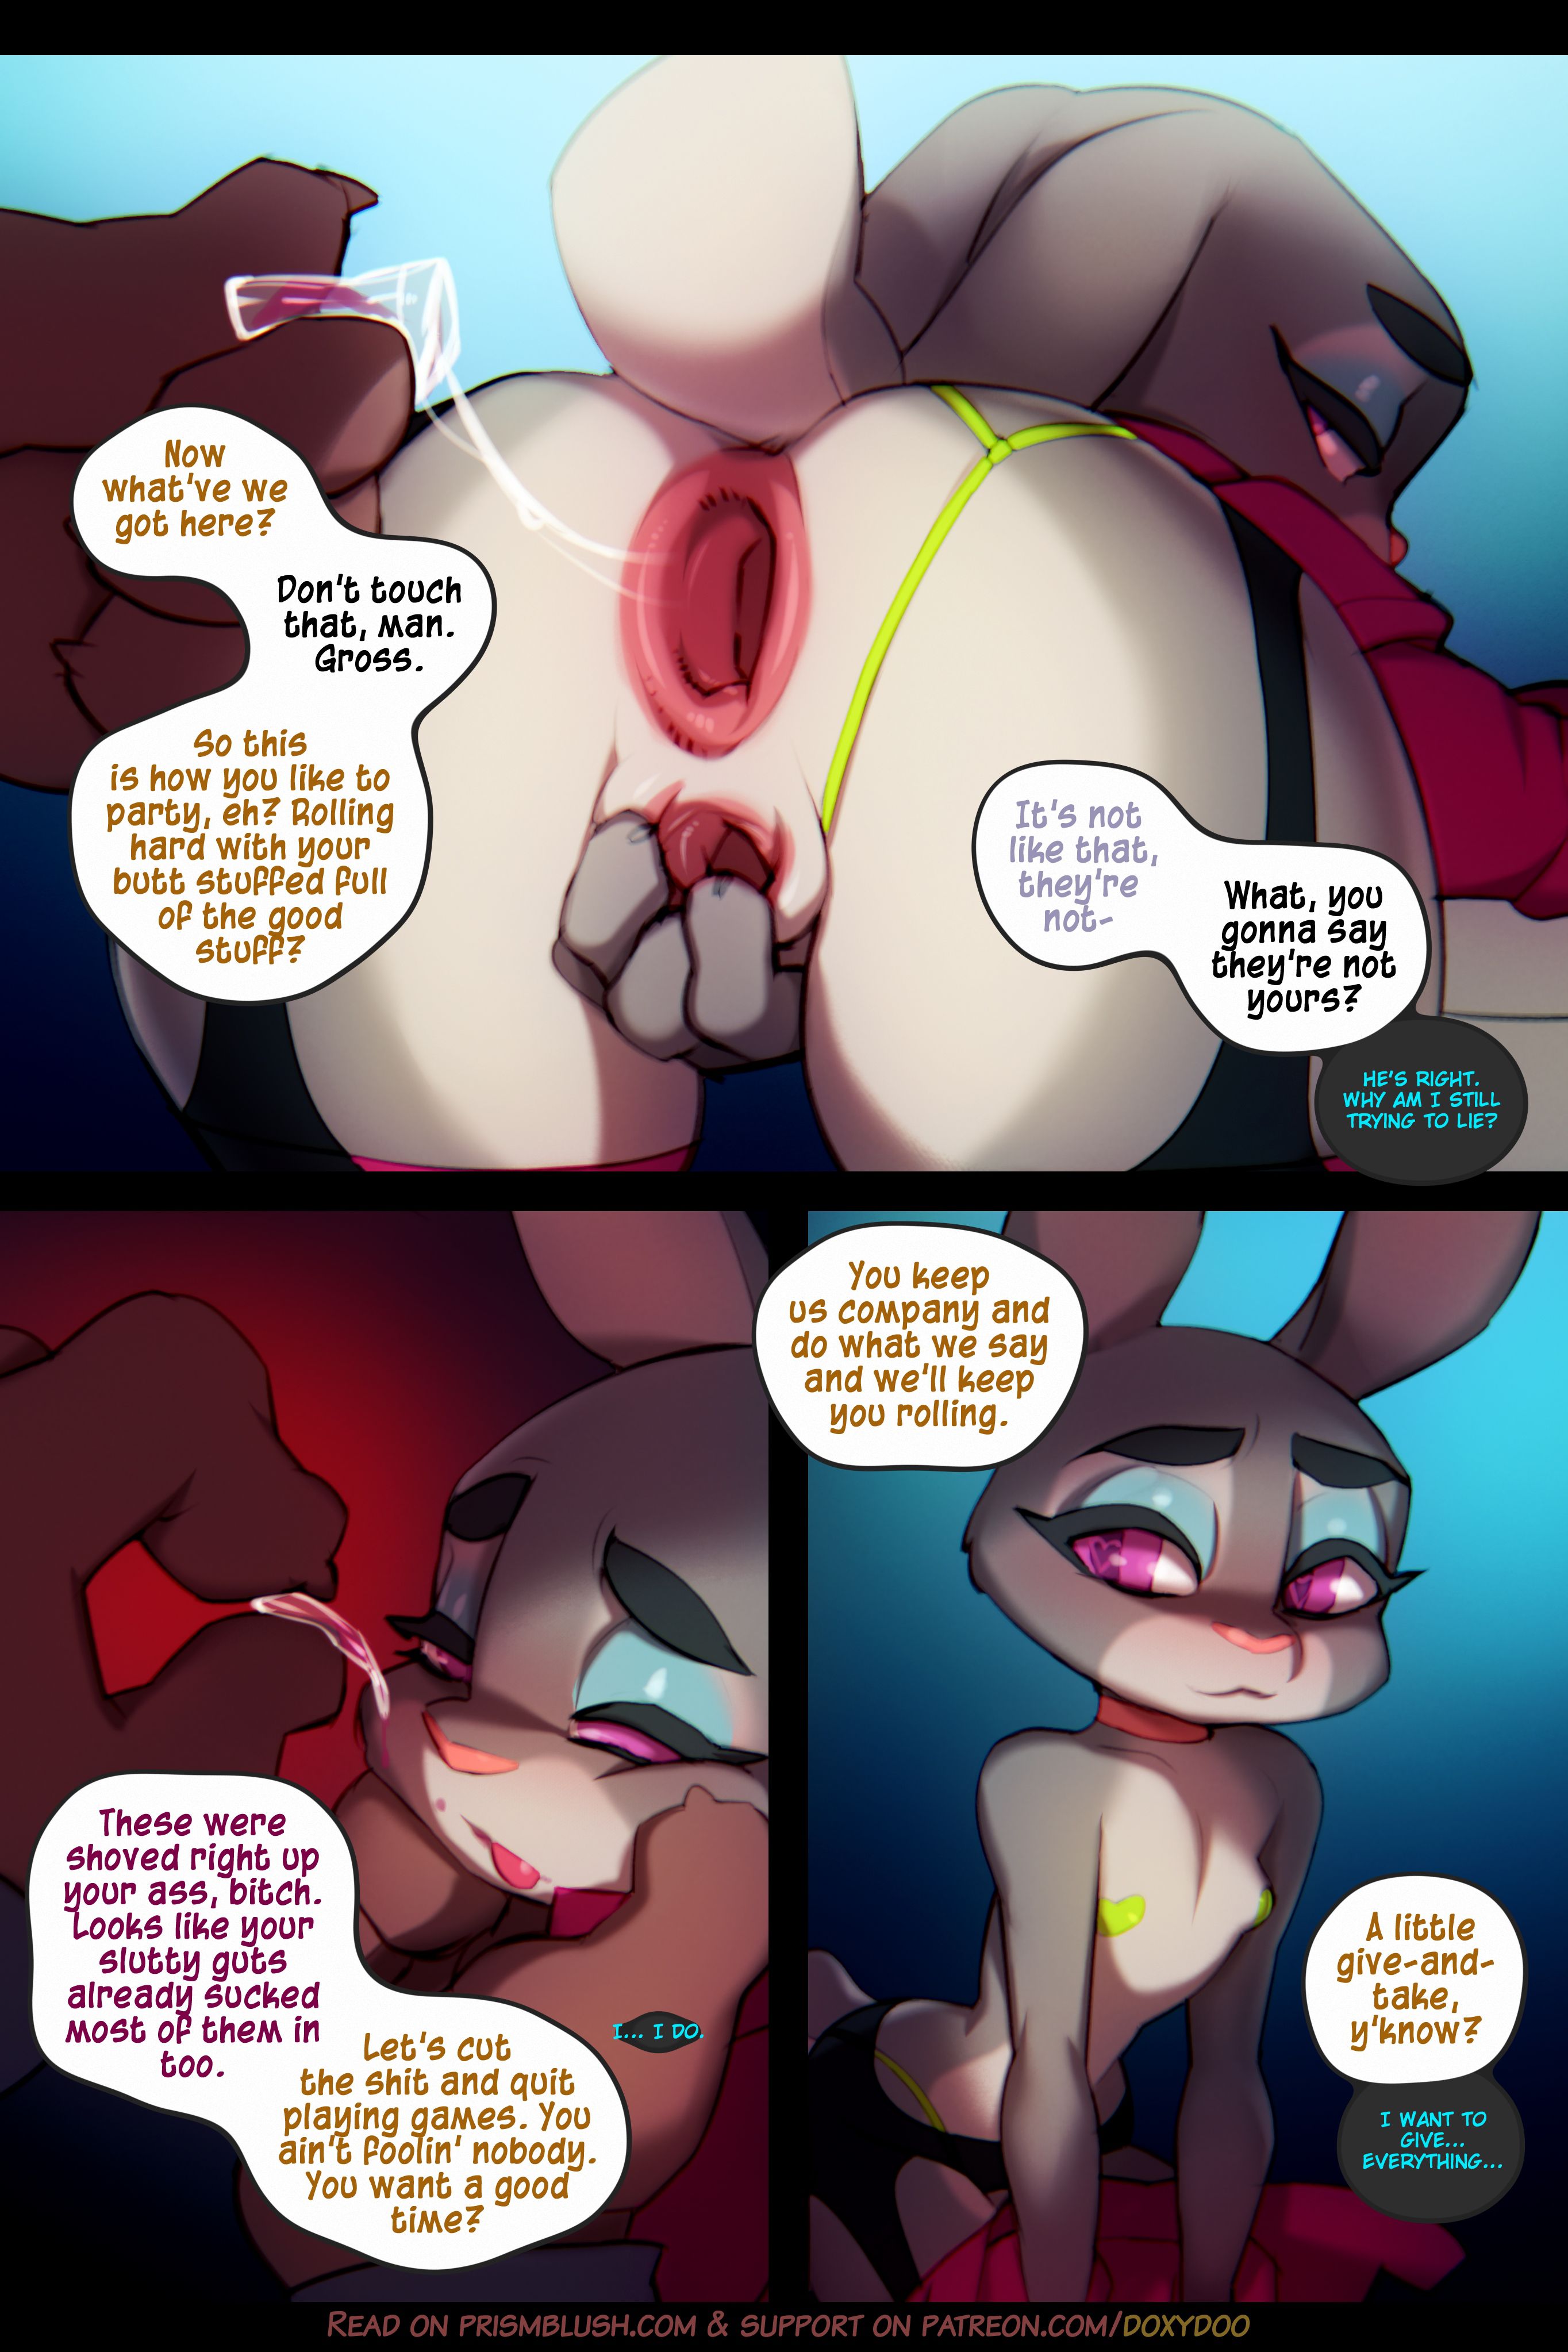 Now
what've we
got here?
Don't touch
that, man.
Gross.
So this
is how you like to
party, eh? Rolling
hard with your
butt stuffed full
of the good
stuff?
It's not
like that,
they're
not-
What, you
gonna say
they're not
yours?
HE'S RIGHT.
WHY AM I STILL
TRYING TO LIE?
These were
shoved right up
your ass, bitch.
Looks like your
slutty guts
already sucked
most of them in
too.
Let's cut
the shit and quit
playing games. You
ain't foolin' nobody.
You want a good
time?
I... I DO.
You keep
us company and
do what we say
and we'll keep
you rolling.
A little
give-and-
take,
y'know?
I WANT TO
GIVE...
EVERYTHING...
READ ON PRISMBLUSH.COM & SUPPORT ON PATREON.COM/DOXYDOO